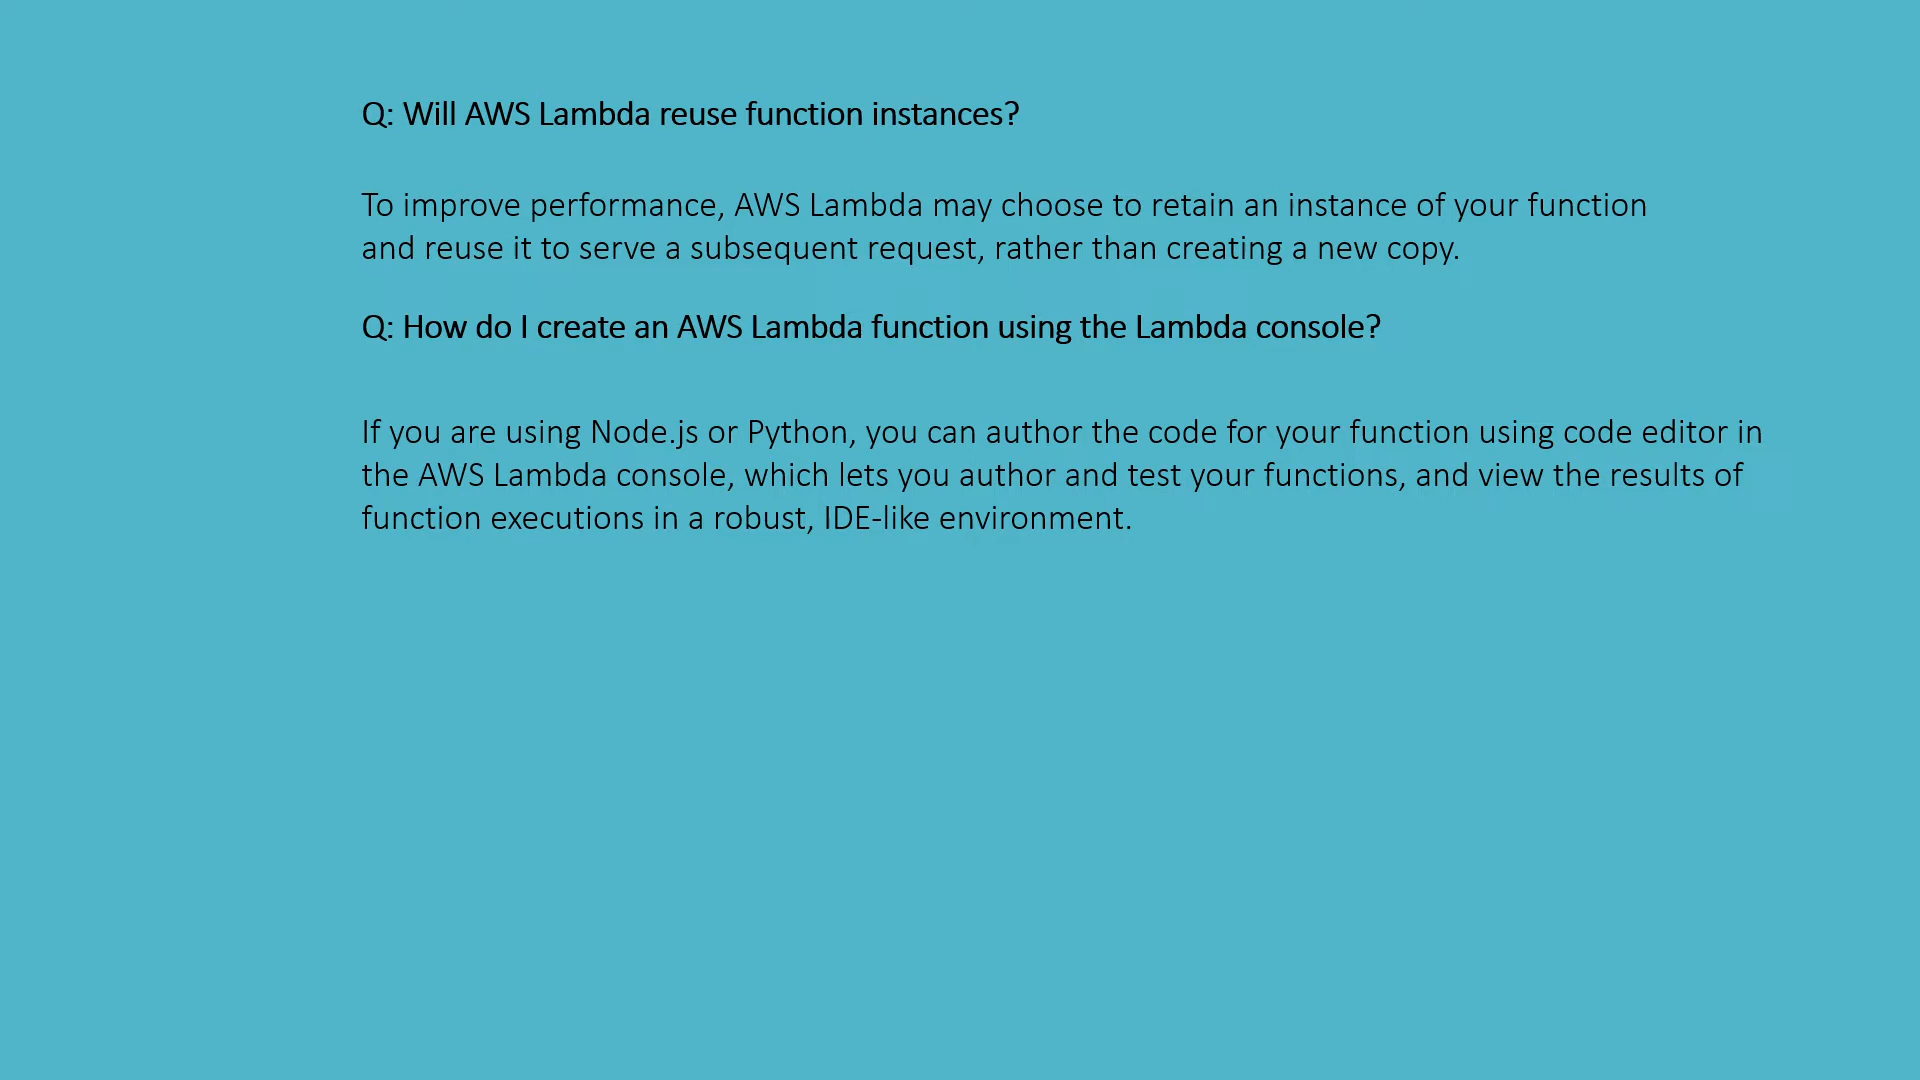 Q: Will AWS Lambda reuse function instances?
To improve performance, AWS Lambda may choose to retain an instance of your function
and reuse it to serve a subsequent request, rather than creating a new copy.
Q: How do I create an AWS Lambda function using the Lambda console?
If you are using Node.js or Python, you can author the code for your function using code editor in
the AWS Lambda console, which lets you author and test your functions, and view the results of
function executions in a robust, IDE-like environment.